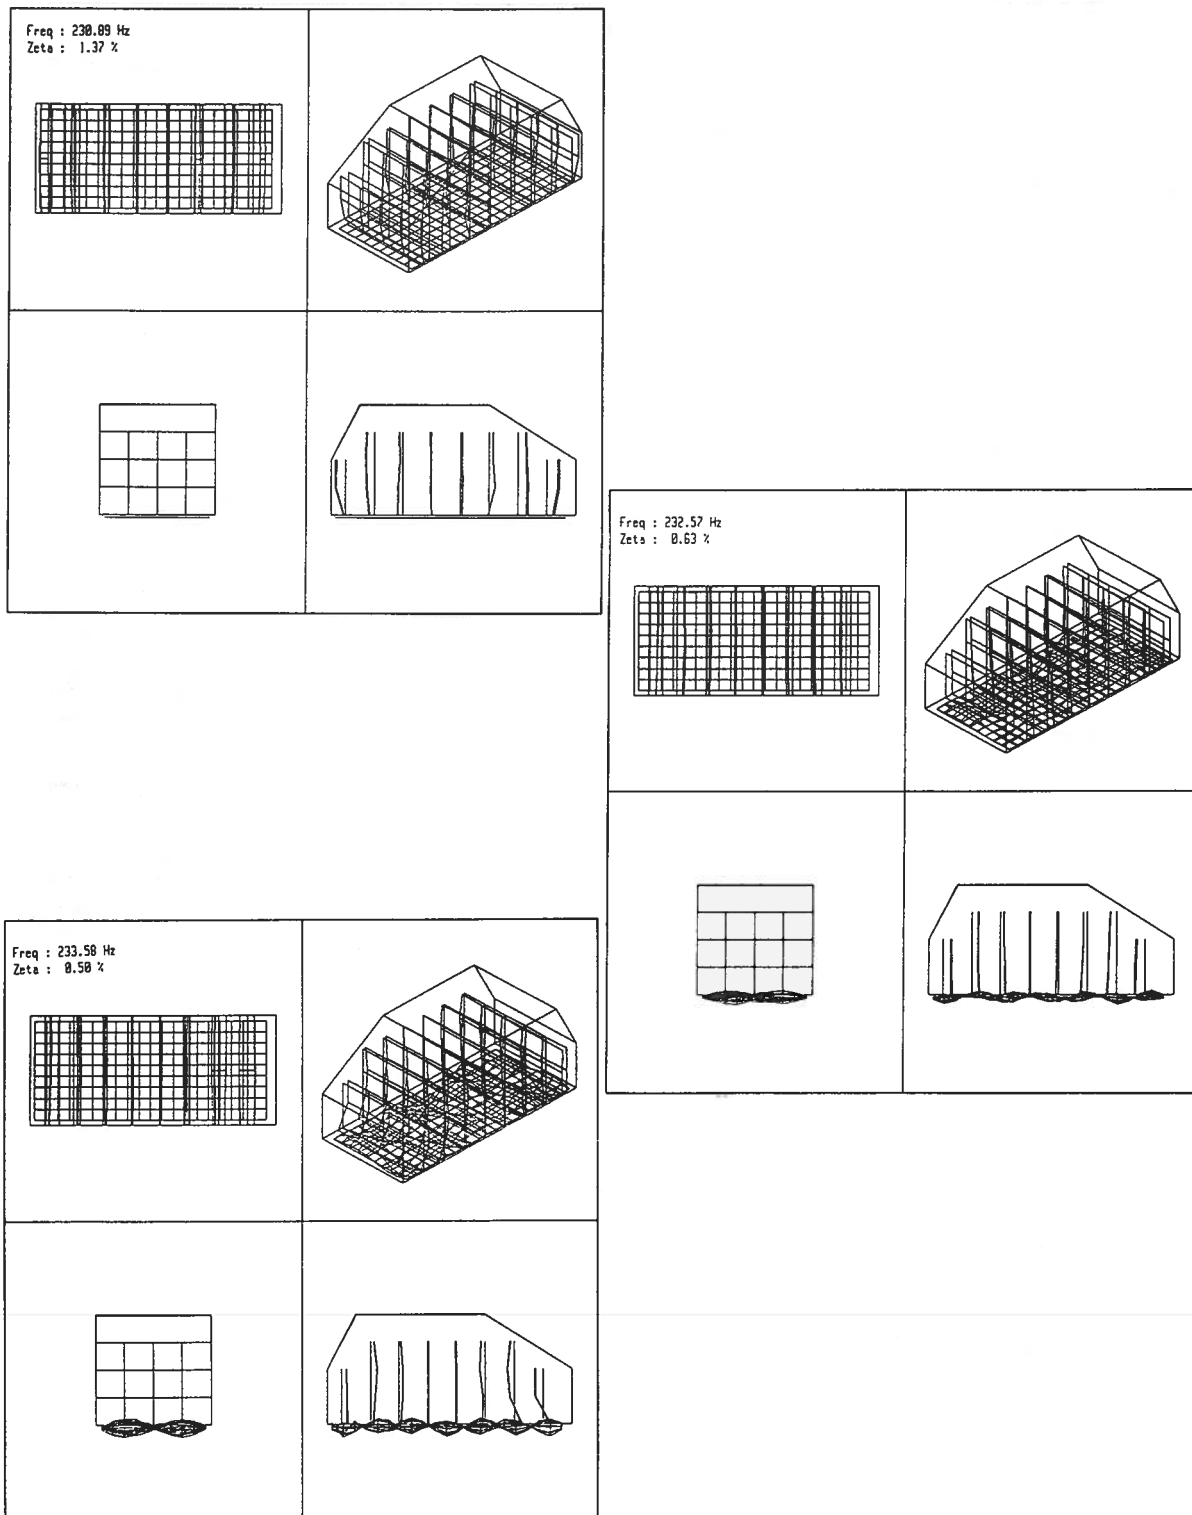 Freq : 230.89 Hz
Zeta : 1.37 %
Freq : 232.57 Hz
Zeta : 0.63 %
Freq : 233.58 Hz
Zeta : 0.50 %